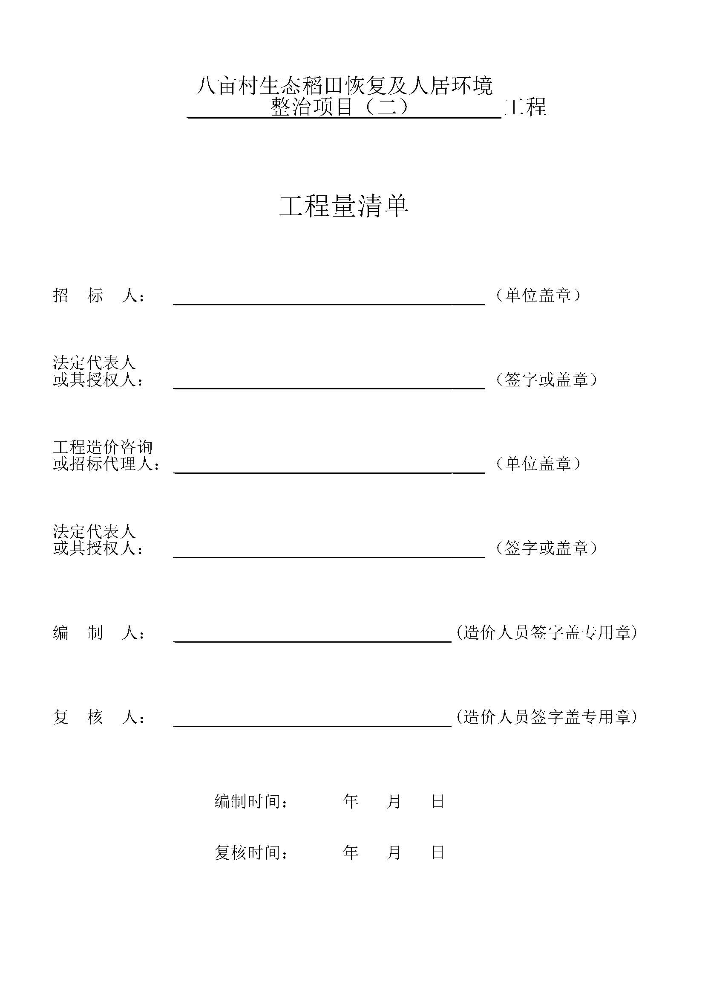 八亩村生态稻田恢复及人居环境
整治项目（二） 工程
工程量清单
招 标 人： （单位盖章）
法定代表人
或其授权人： （签字或盖章）
工程造价咨询
或招标代理人： （单位盖章）
法定代表人
或其授权人： （签字或盖章）
编 制 人： (造价人员签字盖专用章)
复 核 人： (造价人员签字盖专用章)
编制时间： 年 月 日
复核时间： 年 月 日